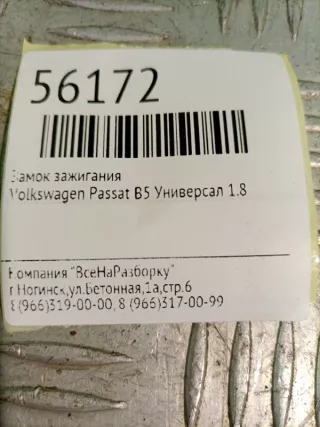 56172
Замок зажигания
Volkswagen Passat B5 Универсал 1.8
Компания "ВсеНаРазборку"
г.Ногинск,ул.Бетонная,1а,стр.6
8 (966)319-00-00, 8 (966)317-00-99